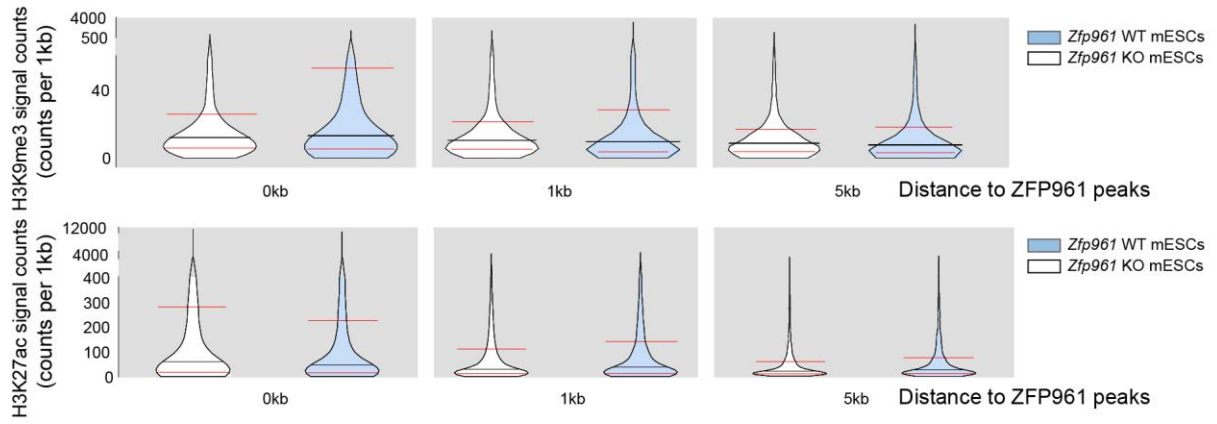 H3K9me3 signal counts
(counts per 1kb)
4000
500
40
0
0kb
1kb
5kb
Distance to ZFP961 peaks
Zfp961 WT mESCs
Zfp961 KO mESCs
H3K27ac signal counts
(counts per 1kb)
12000
4000
400
300
200
100
0
0kb
1kb
5kb
Distance to ZFP961 peaks
Zfp961 WT mESCs
Zfp961 KO mESCs